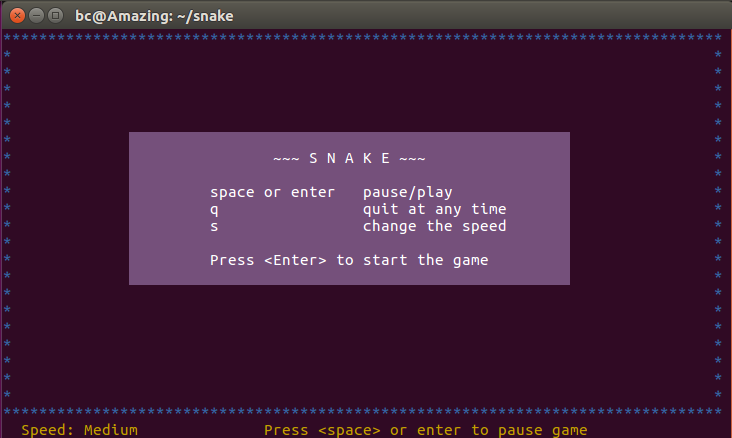 bc@Amazing: ~/snake
~~~ S N A K E ~~~
space or enter pause/play
q quit at any time
s change the speed
Press <Enter> to start the game
Speed: Medium Press <space> or enter to pause game